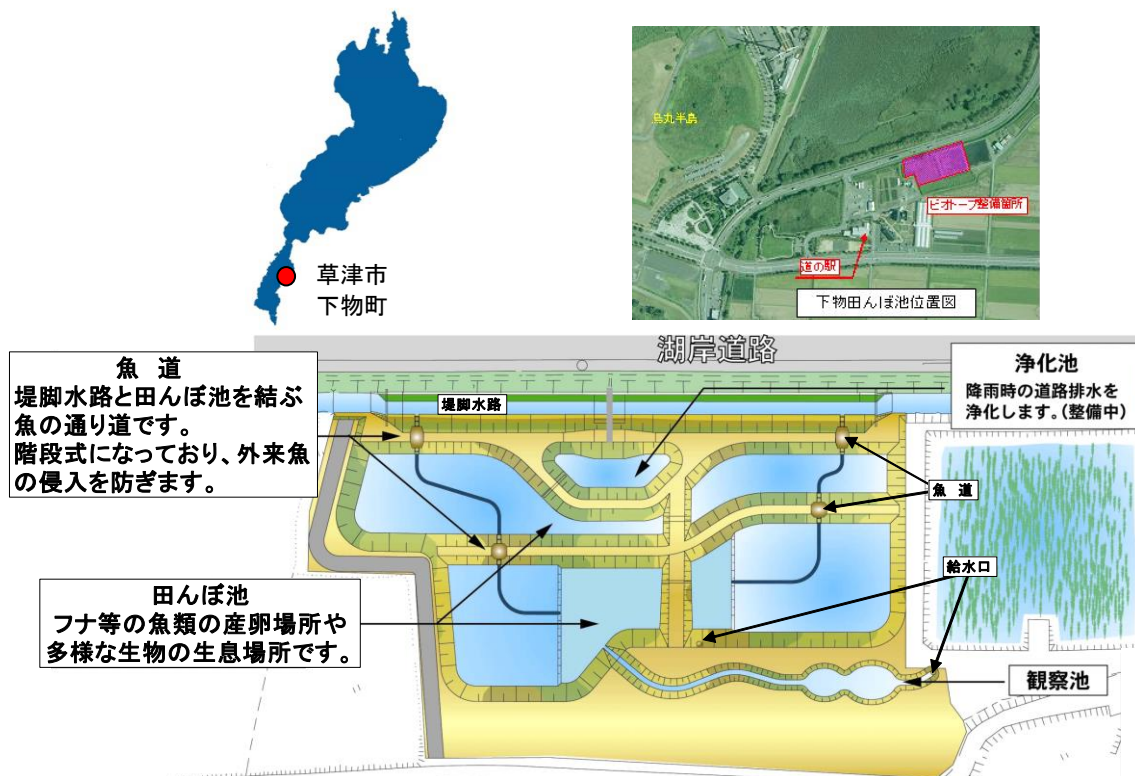 草津市
下物町
烏丸半島
ビオトープ整備箇所
道の駅
下物田んぼ池位置図
湖岸道路
魚 道
堤脚水路と田んぼ池を結ぶ
魚の通り道です。
階段式になっており、外来魚
の侵入を防ぎます。
堤脚水路
浄化池
降雨時の道路排水を
浄化します。(整備中)
魚 道
給水口
田んぼ池
フナ等の魚類の産卵場所や
多様な生物の生息場所です。
観察池